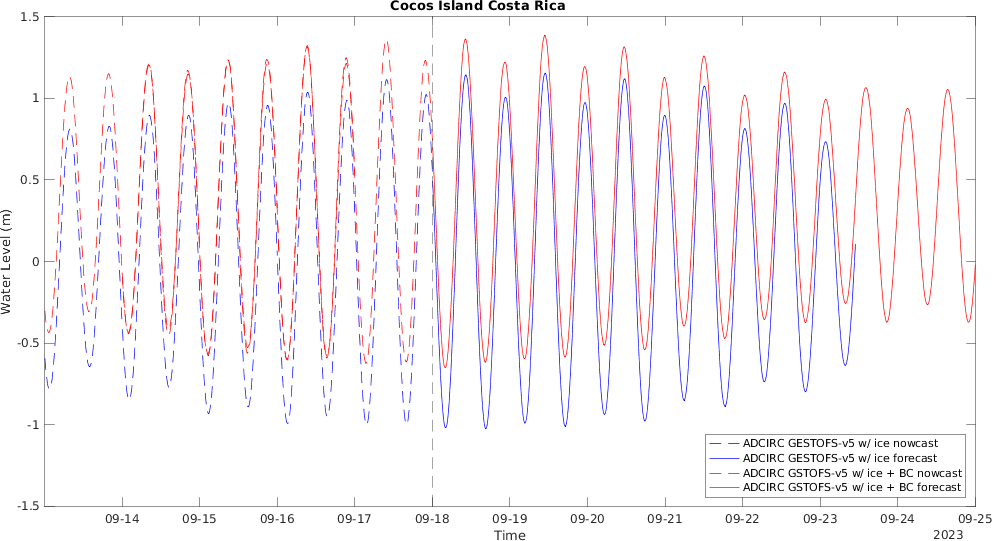 Cocos Island Costa Rica
Water Level (m)
1.5
1
0.5
0
-0.5
-1
-1.5
ADCIRC GESTOFS-v5 w/ ice nowcast
ADCIRC GESTOFS-v5 w/ ice forecast
ADCIRC GSTOFS-v5 w/ ice + BC nowcast
ADCIRC GSTOFS-v5 w/ ice + BC forecast
09-14 09-15 09-16 09-17 09-18 09-19 09-20 09-21 09-22 09-23 09-24 09-25
Time
2023